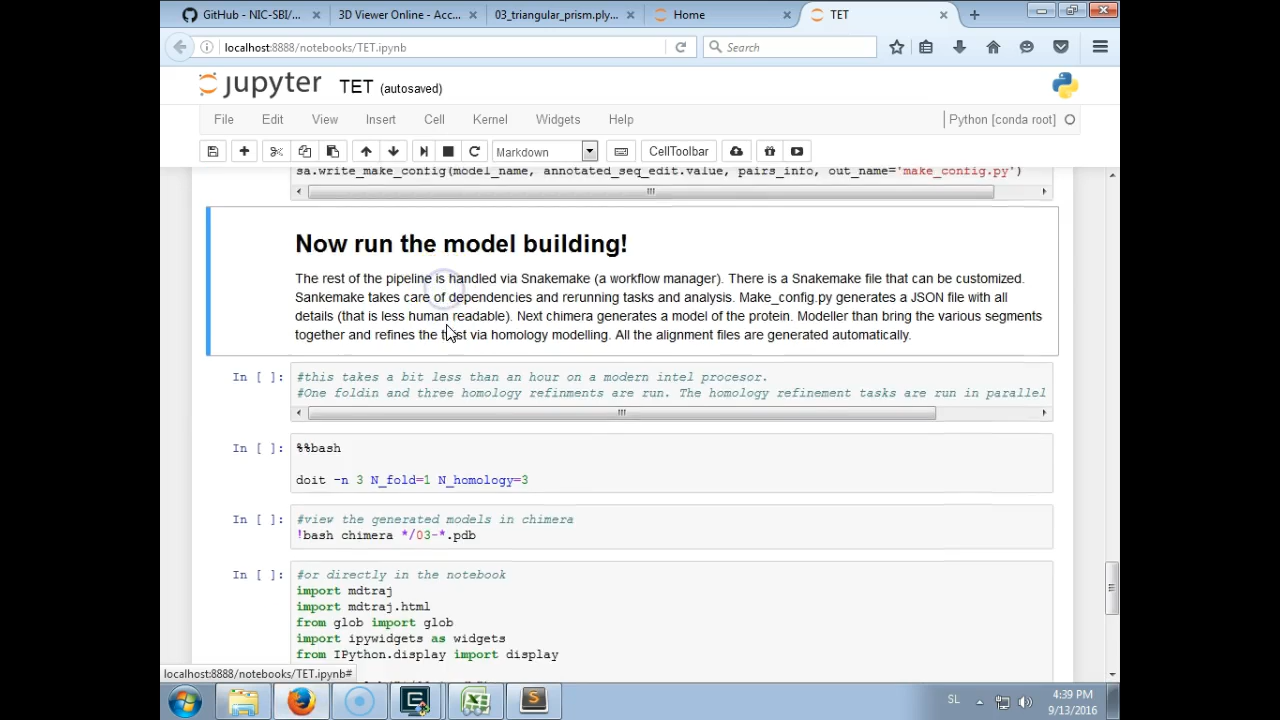 GitHub - NIC-SBI/... × 3D Viewer Online - Acc... × 03_triangular_prism.ply... × Home × TET ×
localhost:8888/notebooks/TET.ipynb Search
jupyter TET (autosaved)
File Edit View Insert Cell Kernel Widgets Help Python [conda root]
Markdown CellToolbar
sa.write_make_config(model_name, annotated_seq_edit.value, pairs_info, out_name='make_config.py')
Now run the model building!
The rest of the pipeline is handled via Snakemake (a workflow manager). There is a Snakemake file that can be customized.
Sankemake takes care of dependencies and rerunning tasks and analysis. Make_config.py generates a JSON file with all
details (that is less human readable). Next chimera generates a model of the protein. Modeller than bring the various segments
together and refines the via homology modelling. All the alignment files are generated automatically.
In [ ]: #this takes a bit less than an hour on a modern intel procesor.
#One foldin and three homology refinments are run. The homology refinement tasks are run in parallel
In [ ]: %%bash
doit -n 3 N_fold=1 N_homology=3
In [ ]: #view the generated models in chimera
!bash chimera */03-*.pdb
In [ ]: #or directly in the notebook
import mdtraj
import mdtraj.html
from glob import glob
import ipywidgets as widgets
from IPython.display import display
localhost:8888/notebooks/TET.ipynb#
SL 4:39 PM
9/13/2016